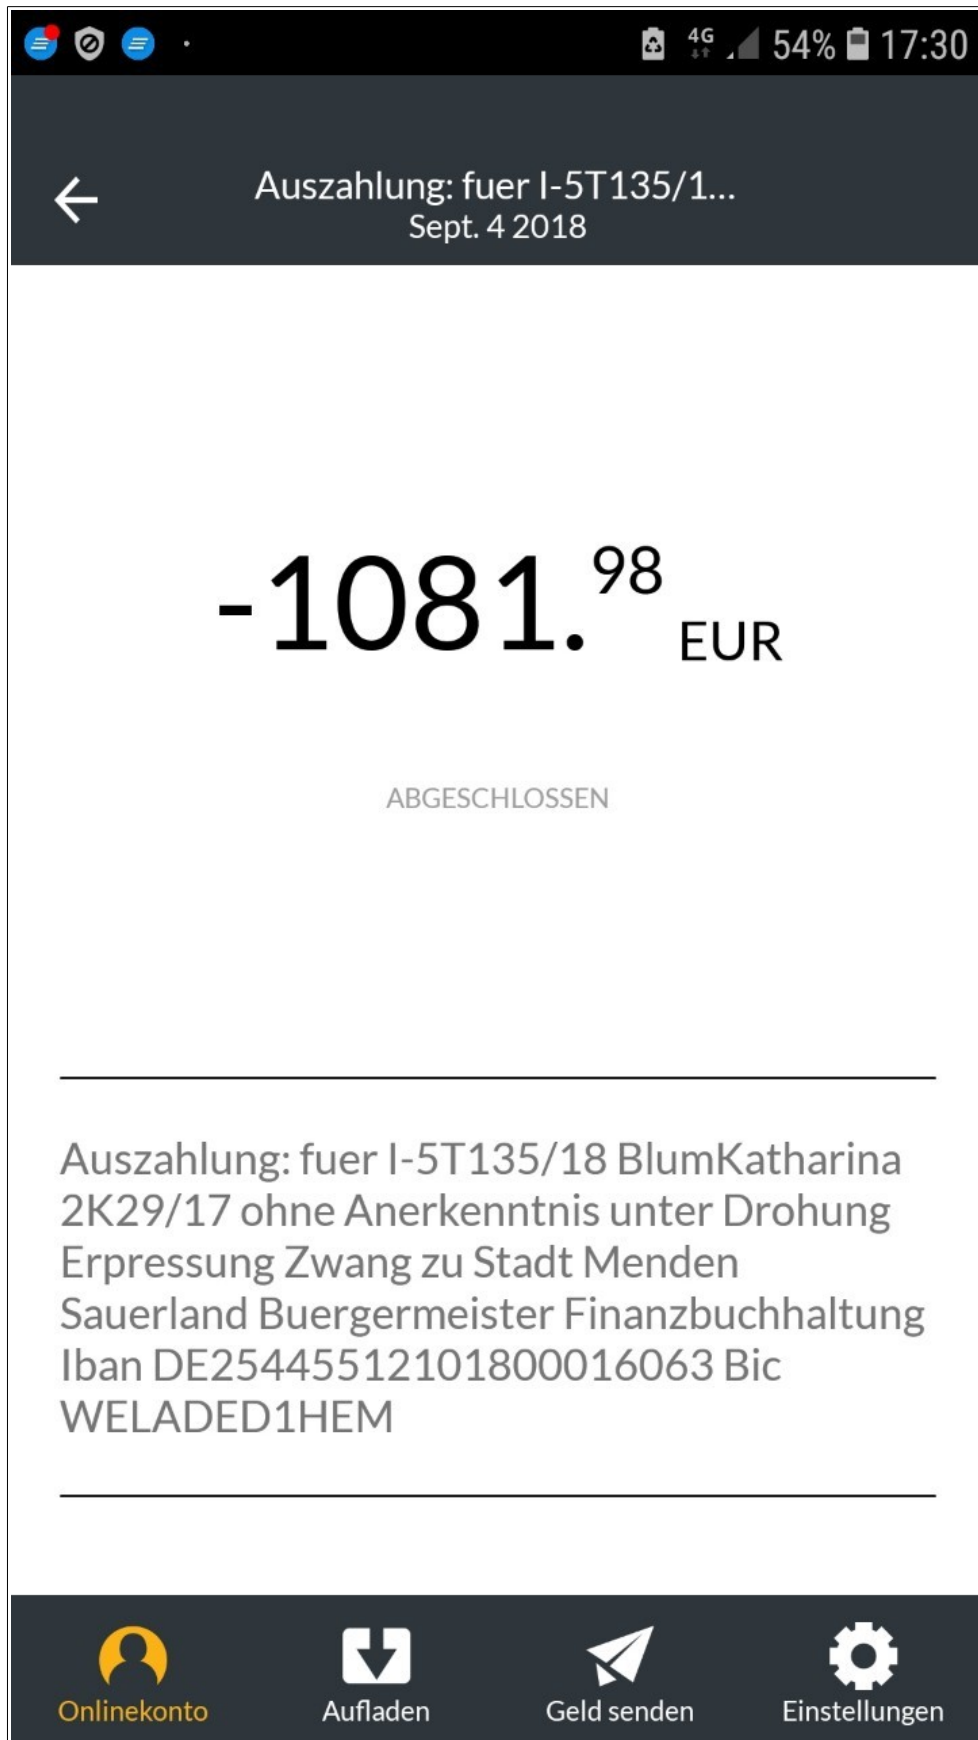 4G 54% 17:30
Auszahlung: fuer I-5T135/1...
Sept. 4 2018
-1081.98 EUR
ABGESCHLOSSEN
Auszahlung: fuer I-5T135/18 BlumKatharina
2K29/17 ohne Anerkenntnis unter Drohung
Erpressung Zwang zu Stadt Menden
Sauerland Buergermeister Finanzbuchhaltung
Iban DE25445512101800016063 Bic
WELADED1HEM
Onlinekonto Aufladen Geld senden Einstellungen